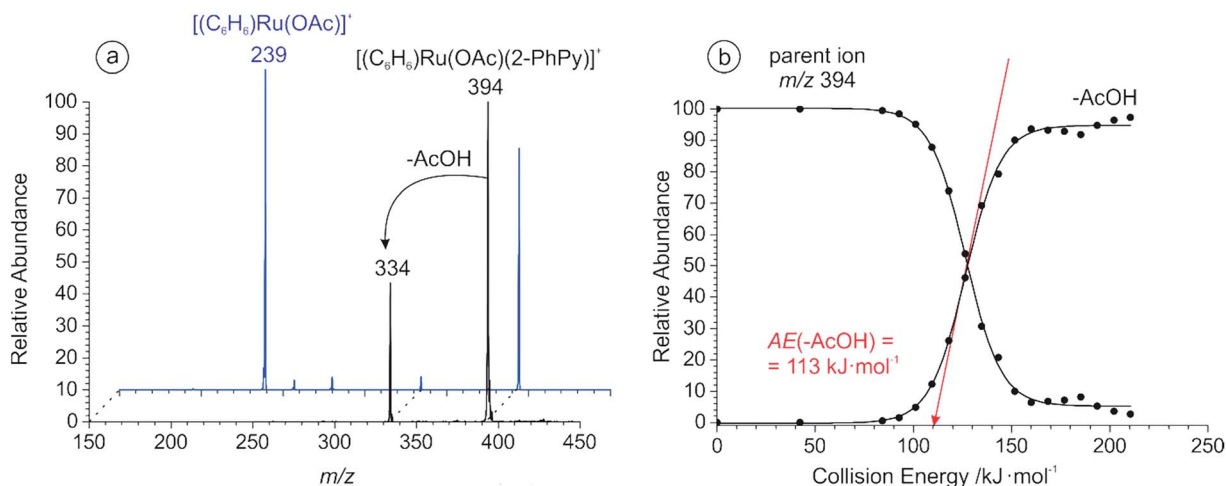 a
[(C₆H₆)Ru(OAc)]⁺
239
[(C₆H₆)Ru(OAc)(2-PhPy)]⁺
394
-AcOH
334
Relative Abundance
100
90
80
70
60
50
40
30
20
10
0
150
200
250
300
350
400
450
m/z
b
parent ion
m/z 394
-AcOH
AE(-AcOH) =
= 113 kJ·mol⁻¹
Relative Abundance
100
90
80
70
60
50
40
30
20
10
0
0
50
100
150
200
250
Collision Energy /kJ·mol⁻¹